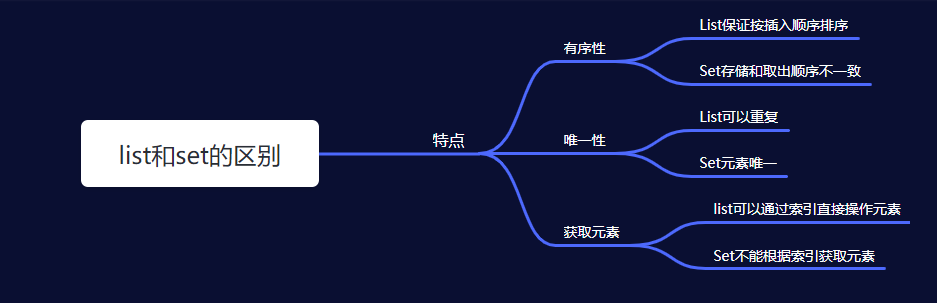 list和set的区别
特点
有序性
List保证按插入顺序排序
Set存储和取出顺序不一致
唯一性
List可以重复
Set元素唯一
获取元素
list可以通过索引直接操作元素
Set不能根据索引获取元素